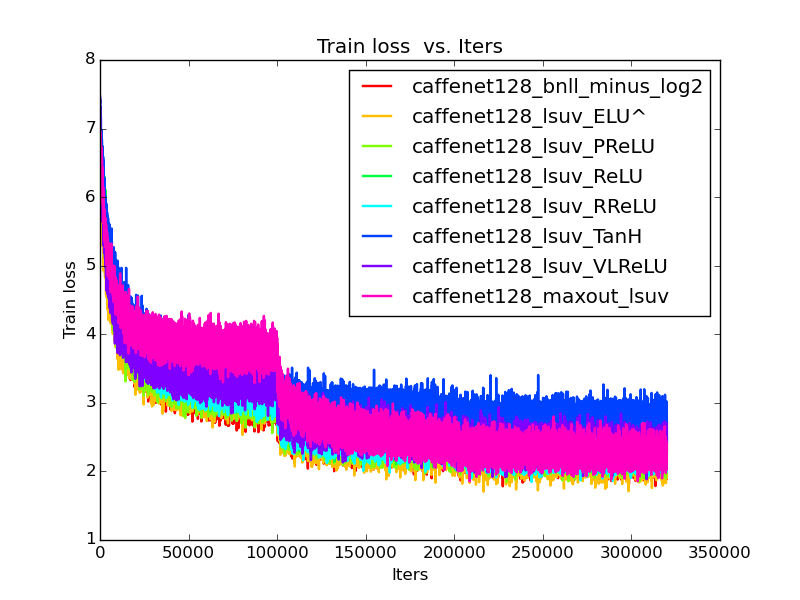 Train loss  vs. Iters
8
7
6
5
4
3
2
1
Train loss
caffenet128_bnll_minus_log2
caffenet128_lsuv_ELU^
caffenet128_lsuv_PReLU
caffenet128_lsuv_ReLU
caffenet128_lsuv_RReLU
caffenet128_lsuv_TanH
caffenet128_lsuv_VLReLU
caffenet128_maxout_lsuv
0 50000 100000 150000 200000 250000 300000 350000
Iters